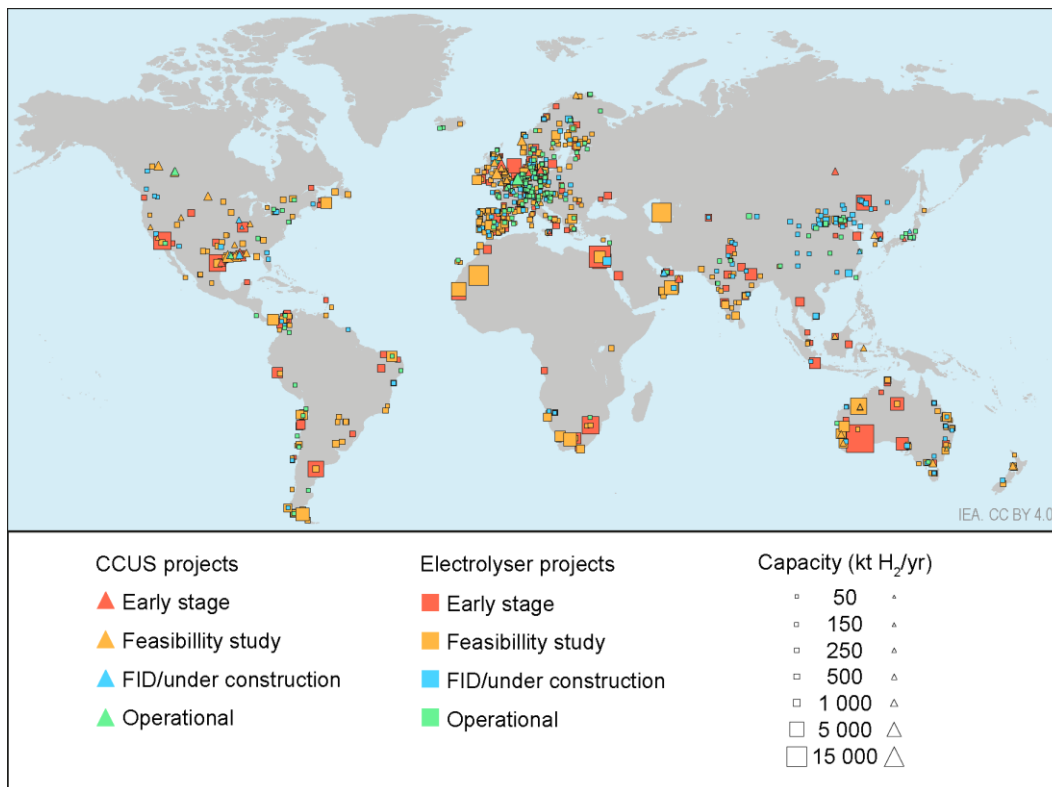 IEA. CC BY 4.0
CCUS projects
Early stage
Feasibillity study
FID/under construction
Operational
Electrolyser projects
Early stage
Feasibillity study
FID/under construction
Operational
Capacity (kt H₂/yr)
50
150
250
500
1 000
5 000
15 000